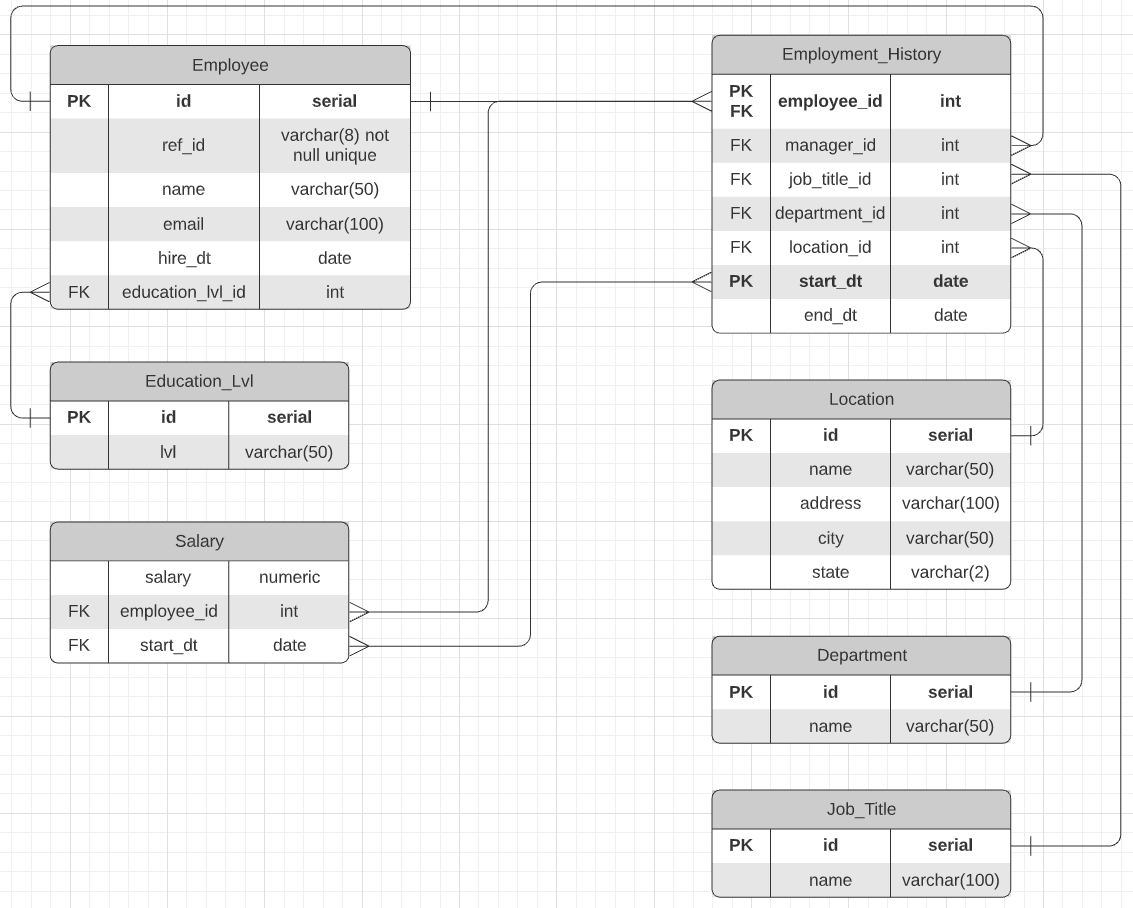 Employee
PK id serial
ref_id varchar(8) not
null unique
name varchar(50)
email varchar(100)
hire_dt date
FK education_lvl_id int
Education_Lvl
PK id serial
lvl varchar(50)
Salary
salary numeric
FK employee_id int
FK start_dt date
Employment_History
PK
FK employee_id int
FK manager_id int
FK job_title_id int
FK department_id int
FK location_id int
PK start_dt date
end_dt date
Location
PK id serial
name varchar(50)
address varchar(100)
city varchar(50)
state varchar(2)
Department
PK id serial
name varchar(50)
Job_Title
PK id serial
name varchar(100)